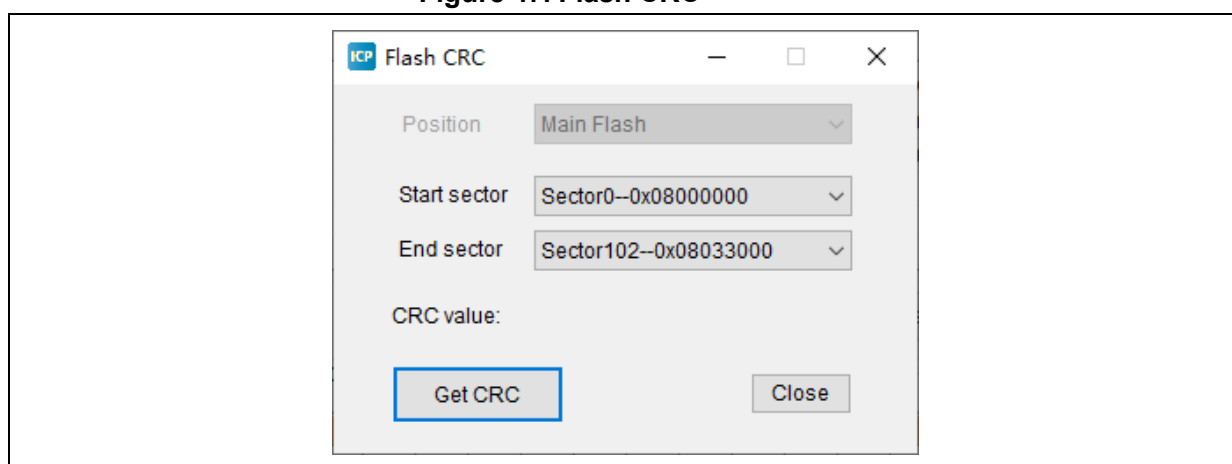 ICP Flash CRC
Position Main Flash
Start sector Sector0--0x08000000
End sector Sector102--0x08033000
CRC value:
Get CRC Close